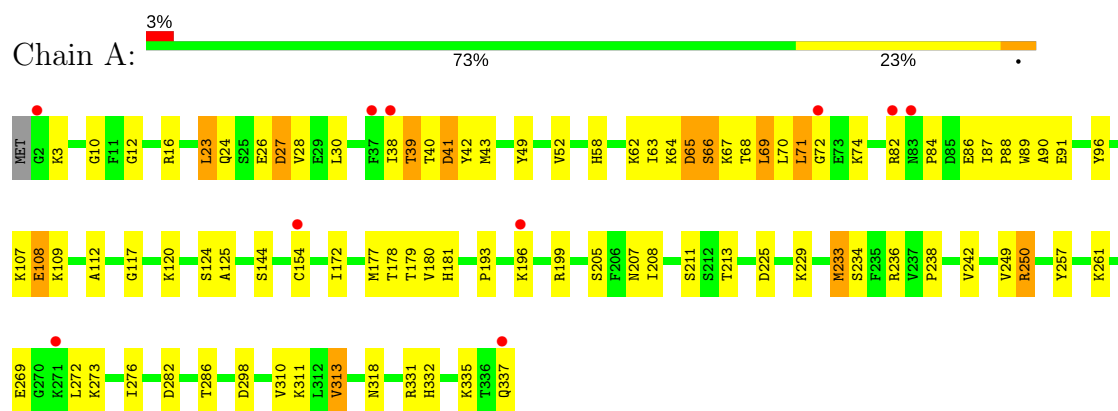 3%
Chain A:
73% 23% •
MET G2 K3 G10 F11 G12 R16 L23 Q24 S25 E26 D27 V28 E29 L30 F37 I38 T39 T40 D41 Y42 M43 Y49 V52 H58 K62 I63 K64 D65 S66 K67 T68 L69 L70 L71 G72 E73 K74 R82 N83 P84 D85 E86 I87 P88 W89 A90 E91 Y96
K107 E108 K109 A112 G117 K120 S124 A125 S144 C154 I172 M177 T178 T179 V180 H181 P193 K196 R199 S205 F206 N207 I208 S211 S212 T213 D225 K229 M233 S234 F235 R236 V237 P238 V242 V249 R250 Y257 K261
E269 G270 K271 L272 K273 I276 D282 T286 D298 V310 K311 L312 V313 N318 R331 H332 K335 T336 Q337